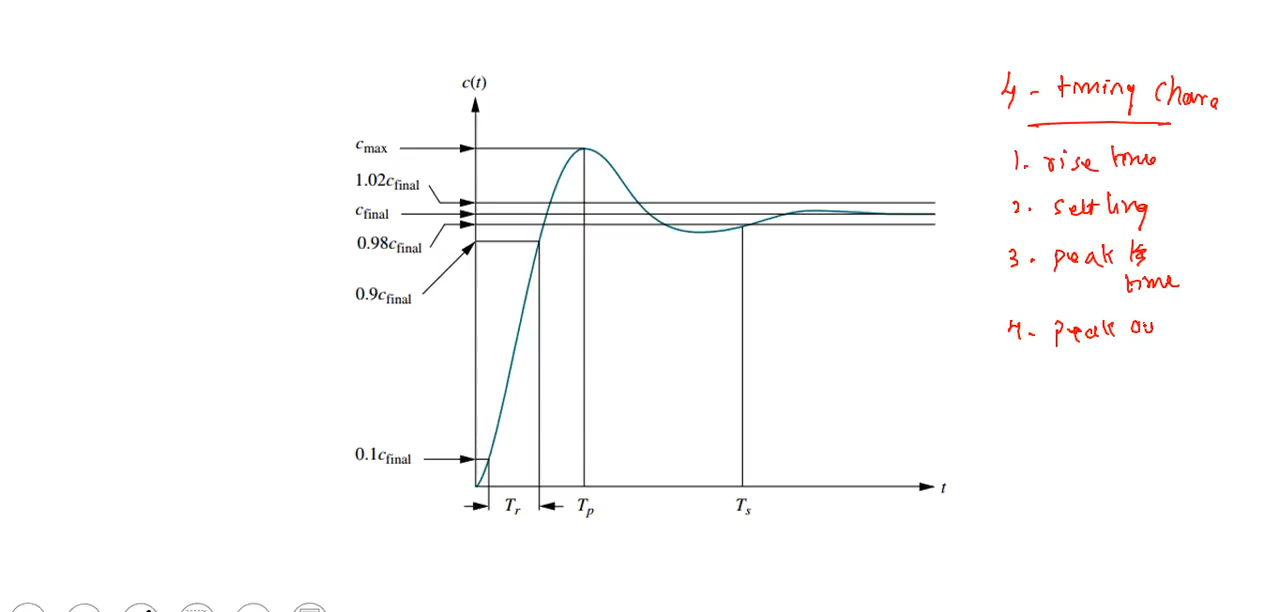 c(t)
c_max
1.02c_final
c_final
0.98c_final
0.9c_final
0.1c_final
T_r
T_p
T_s
t
4 - timing chara
1. rise time
2. settling
3. peak
time
4- peak ov